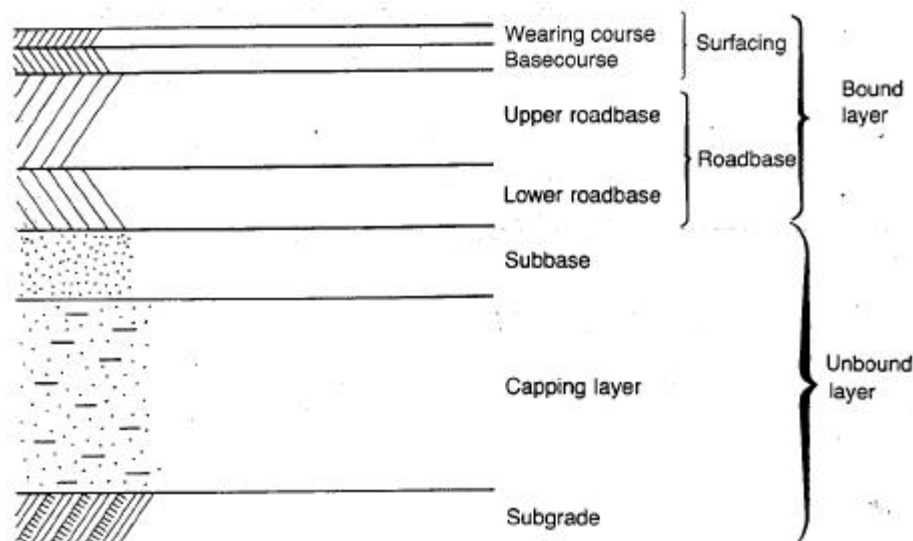 Wearing course
Basecourse
Surfacing
Upper roadbase
Lower roadbase
Roadbase
Bound
layer
Subbase
Capping layer
Subgrade
Unbound
layer